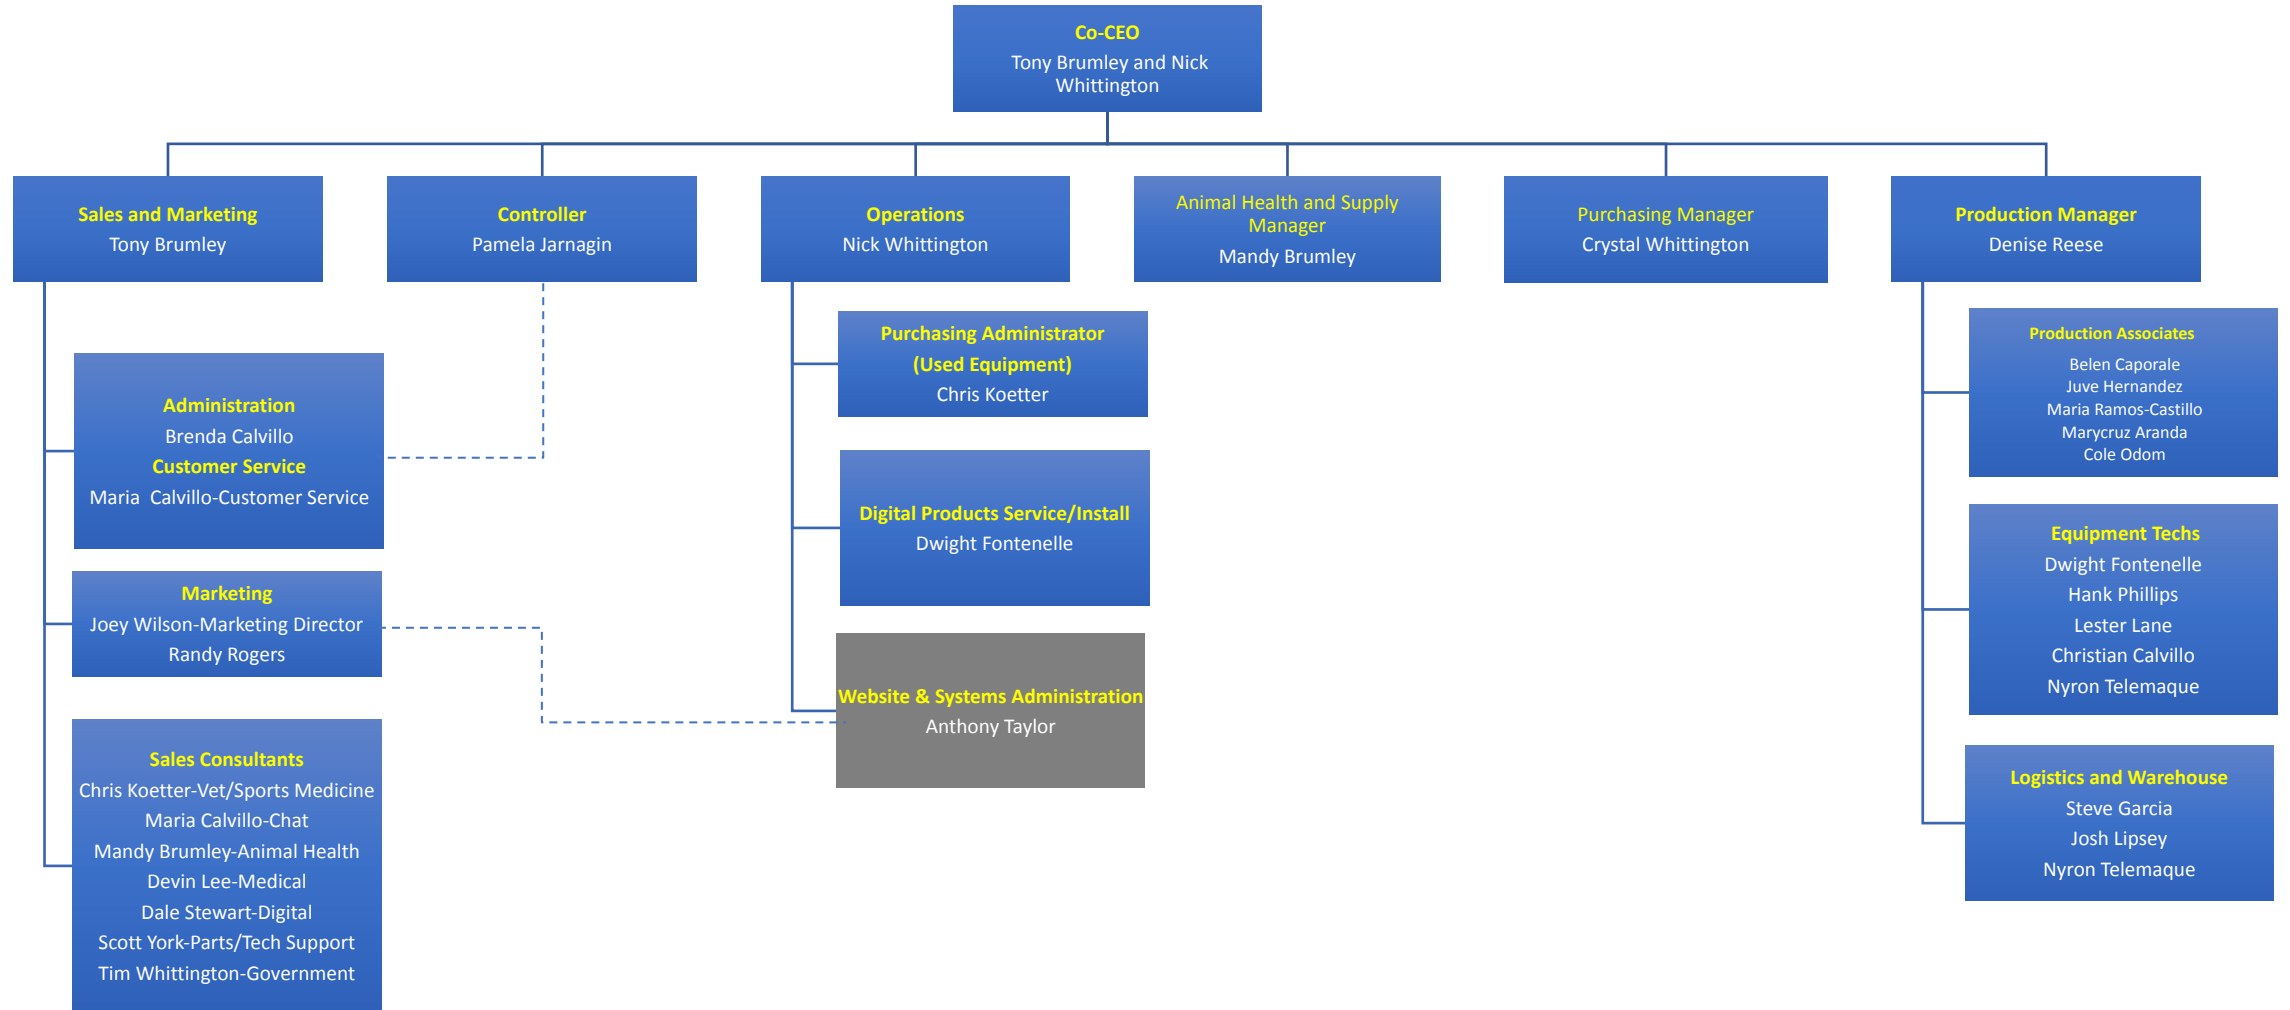 Co-CEO
Tony Brumley and Nick
Whittington
Sales and Marketing
Tony Brumley
Controller
Pamela Jarnagin
Operations
Nick Whittington
Animal Health and Supply
Manager
Mandy Brumley
Purchasing Manager
Crystal Whittington
Production Manager
Denise Reese
Administration
Brenda Calvillo
Customer Service
Maria  Calvillo-Customer Service
Marketing
Joey Wilson-Marketing Director
Randy Rogers
Sales Consultants
Chris Koetter-Vet/Sports Medicine
Maria Calvillo-Chat
Mandy Brumley-Animal Health
Devin Lee-Medical
Dale Stewart-Digital
Scott York-Parts/Tech Support
Tim Whittington-Government
Purchasing Administrator
(Used Equipment)
Chris Koetter
Digital Products Service/Install
Dwight Fontenelle
Website & Systems Administration
Anthony Taylor
Production Associates
Belen Caporale
Juve Hernandez
Maria Ramos-Castillo
Marycruz Aranda
Cole Odom
Equipment Techs
Dwight Fontenelle
Hank Phillips
Lester Lane
Christian Calvillo
Nyron Telemaque
Logistics and Warehouse
Steve Garcia
Josh Lipsey
Nyron Telemaque